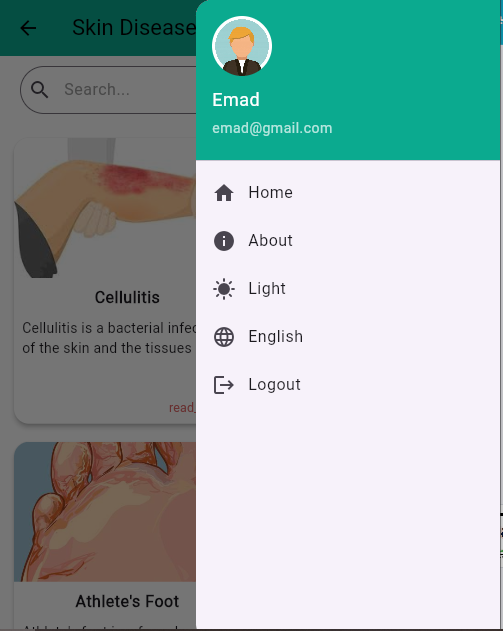 Skin Disease
Search...
Cellulitis
Cellulitis is a bacterial infec
of the skin and the tissues
read_
Athlete's Foot
Emad
emad@gmail.com
Home
About
Light
English
Logout